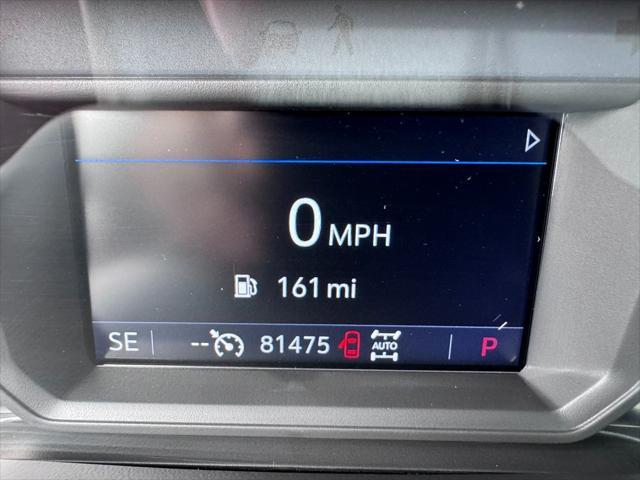 0 MPH
161 mi
SE -- 81475 AUTO P